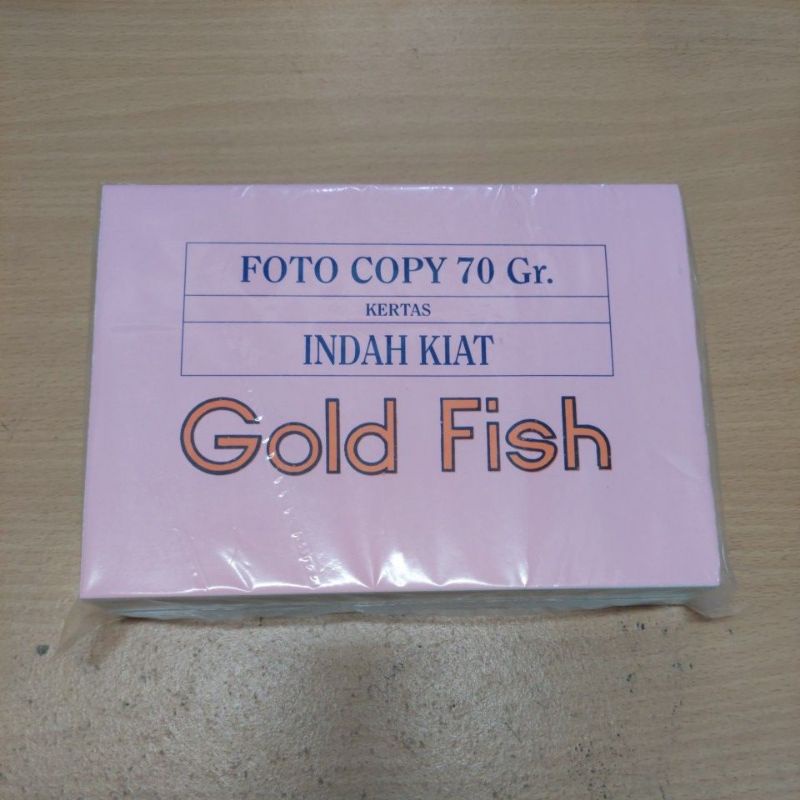 FOTO COPY 70 Gr.
KERTAS
INDAH KIAT
Gold Fish